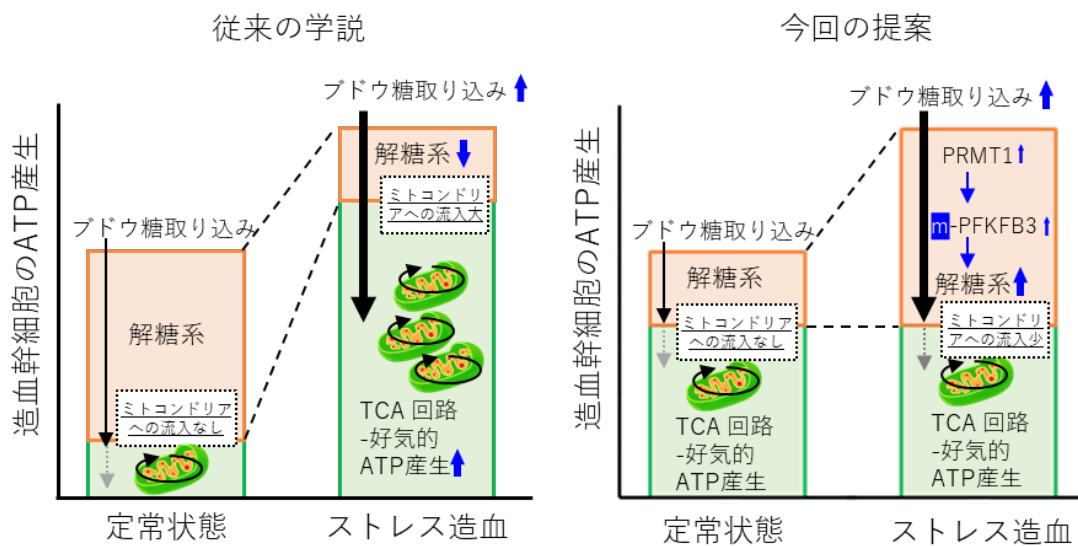 従来の学説
造血幹細胞のATP産生
ブドウ糖取り込み
解糖系
ミトコンドリア
への流入なし
定常状態
ブドウ糖取り込み
解糖系
ミトコンドリ
アへの流入大
TCA 回路
-好気的
ATP産生
ストレス造血
今回の提案
造血幹細胞のATP産生
ブドウ糖取り込み
解糖系
ミトコンドリア
への流入なし
TCA 回路
-好気的
ATP産生
定常状態
ブドウ糖取り込み
PRMT1
m-PFKFB3
解糖系
ミトコンドリ
アへの流入少
TCA 回路
-好気的
ATP産生
ストレス造血